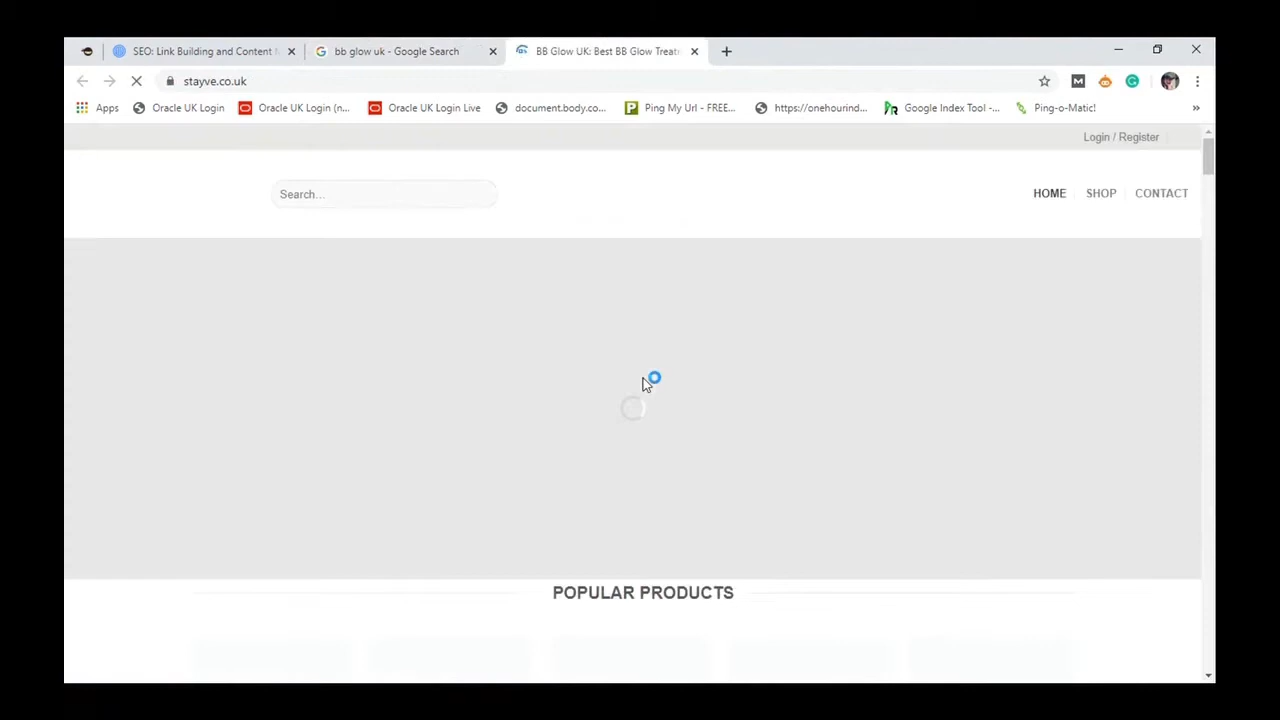 SEO: Link Building and Content
bb glow uk - Google Search
BB Glow UK: Best BB Glow Treat
stayve.co.uk
Apps
Oracle UK Login
Oracle UK Login (n...
Oracle UK Login Live
document.body.co...
Ping My Url - FREE...
https://onehourind...
Google Index Tool -...
Ping-o-Matic!
Login / Register
Search...
HOME
SHOP
CONTACT
POPULAR PRODUCTS